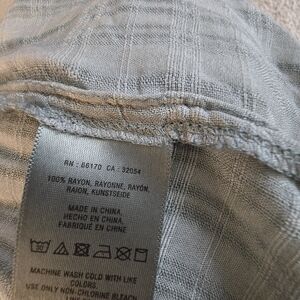 RN : 66170 CA : 32054
100% RAYON, RAYONNE, RAYÓN,
RAION, KUNSTSEIDE
MADE IN CHINA,
HECHO EN CHINA,
FABRIQUÉ EN CHINE
MACHINE WASH COLD WITH LIKE
COLORS.
USE ONLY NON-CHLORINE BLEACH